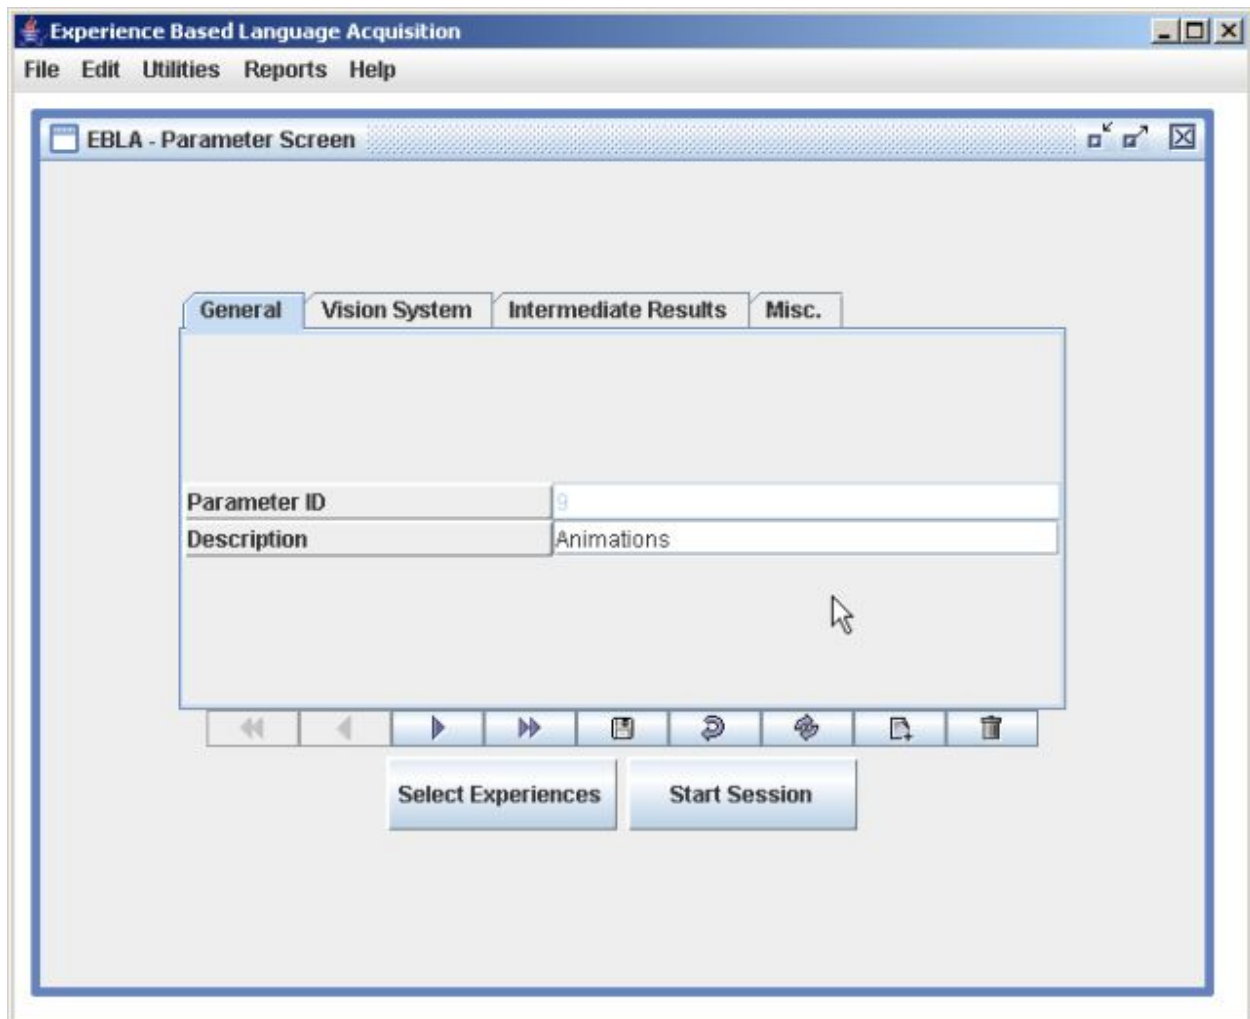 Experience Based Language Acquisition
File Edit Utilities Reports Help
EBLA - Parameter Screen
General Vision System Intermediate Results Misc.
Parameter ID 9
Description Animations
Select Experiences Start Session